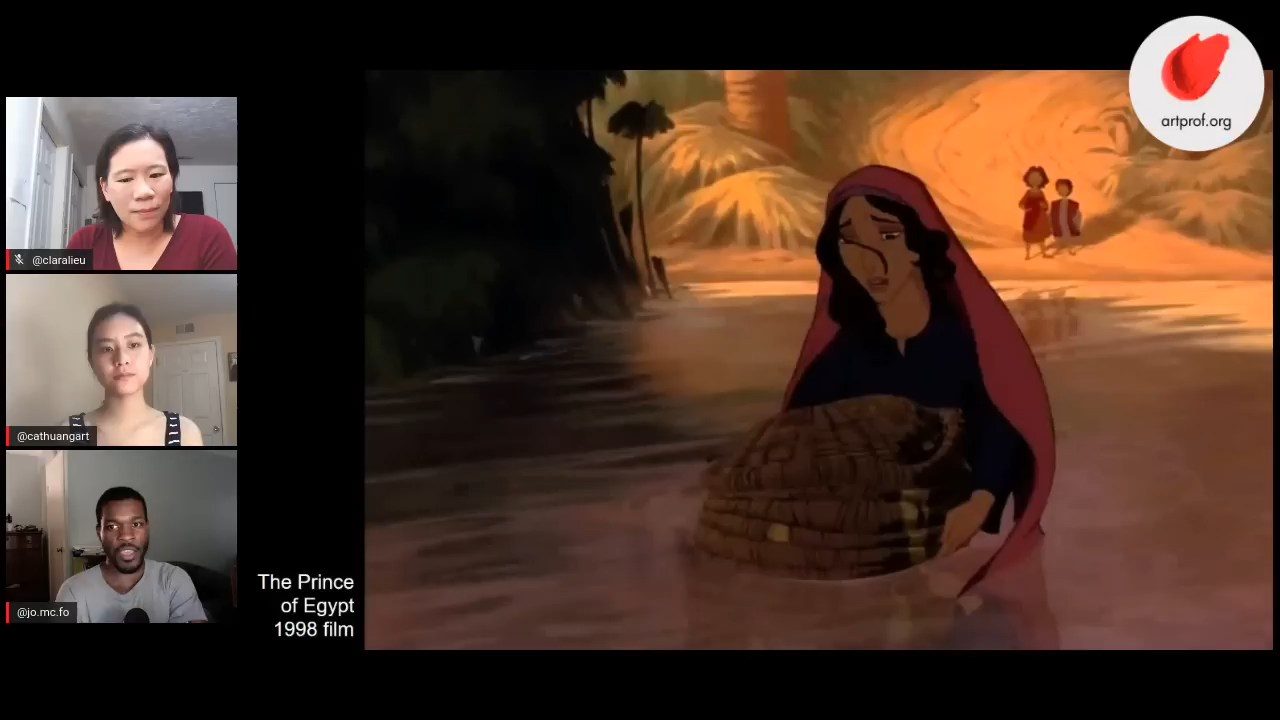 artprof.org
@claralieu
@cathuangart
@jo.mc.fo
The Prince
of Egypt
1998 film